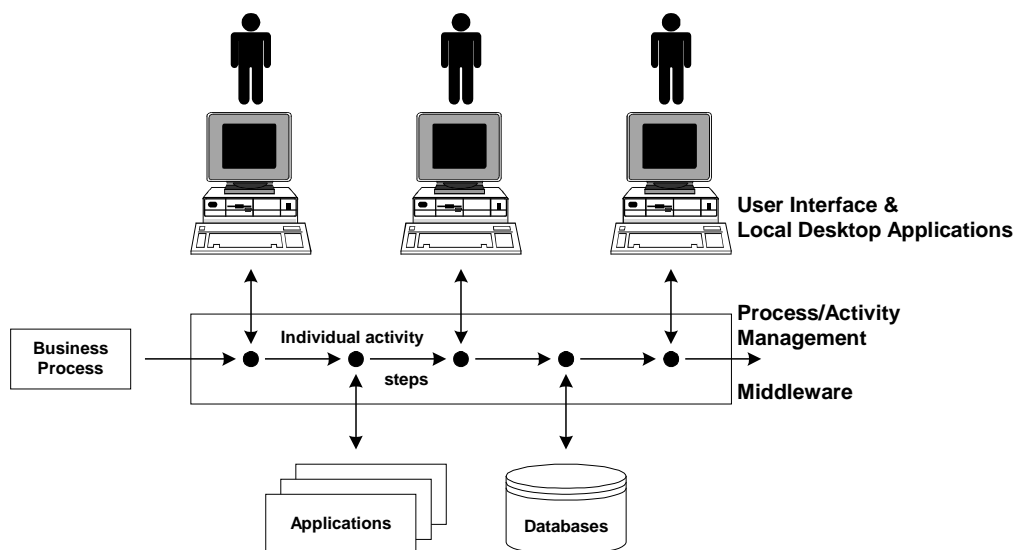 User Interface &
Local Desktop Applications
Process/Activity
Management
Individual activity
Business
Process
steps
Middleware
Applications
Databases